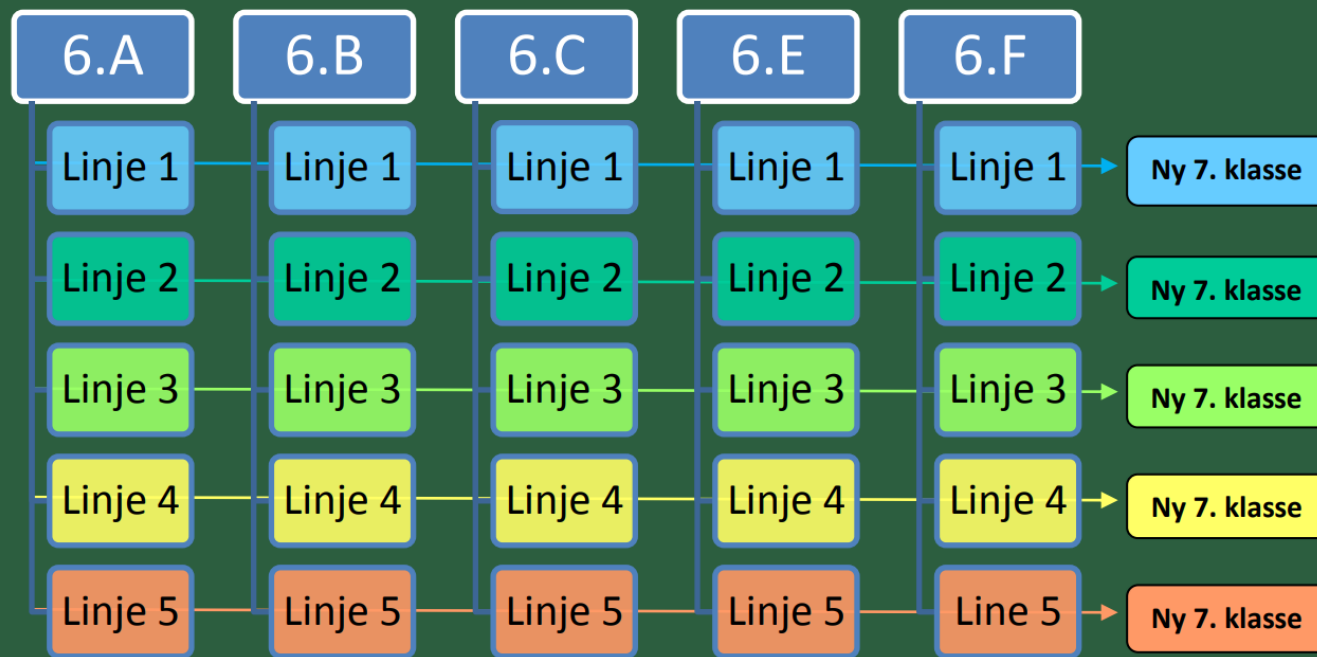 6.A 6.B 6.C 6.E 6.F
Linje 1 Linje 1 Linje 1 Linje 1 Linje 1 Ny 7. klasse
Linje 2 Linje 2 Linje 2 Linje 2 Linje 2 Ny 7. klasse
Linje 3 Linje 3 Linje 3 Linje 3 Linje 3 Ny 7. klasse
Linje 4 Linje 4 Linje 4 Linje 4 Linje 4 Ny 7. klasse
Linje 5 Linje 5 Linje 5 Linje 5 Line 5 Ny 7. klasse